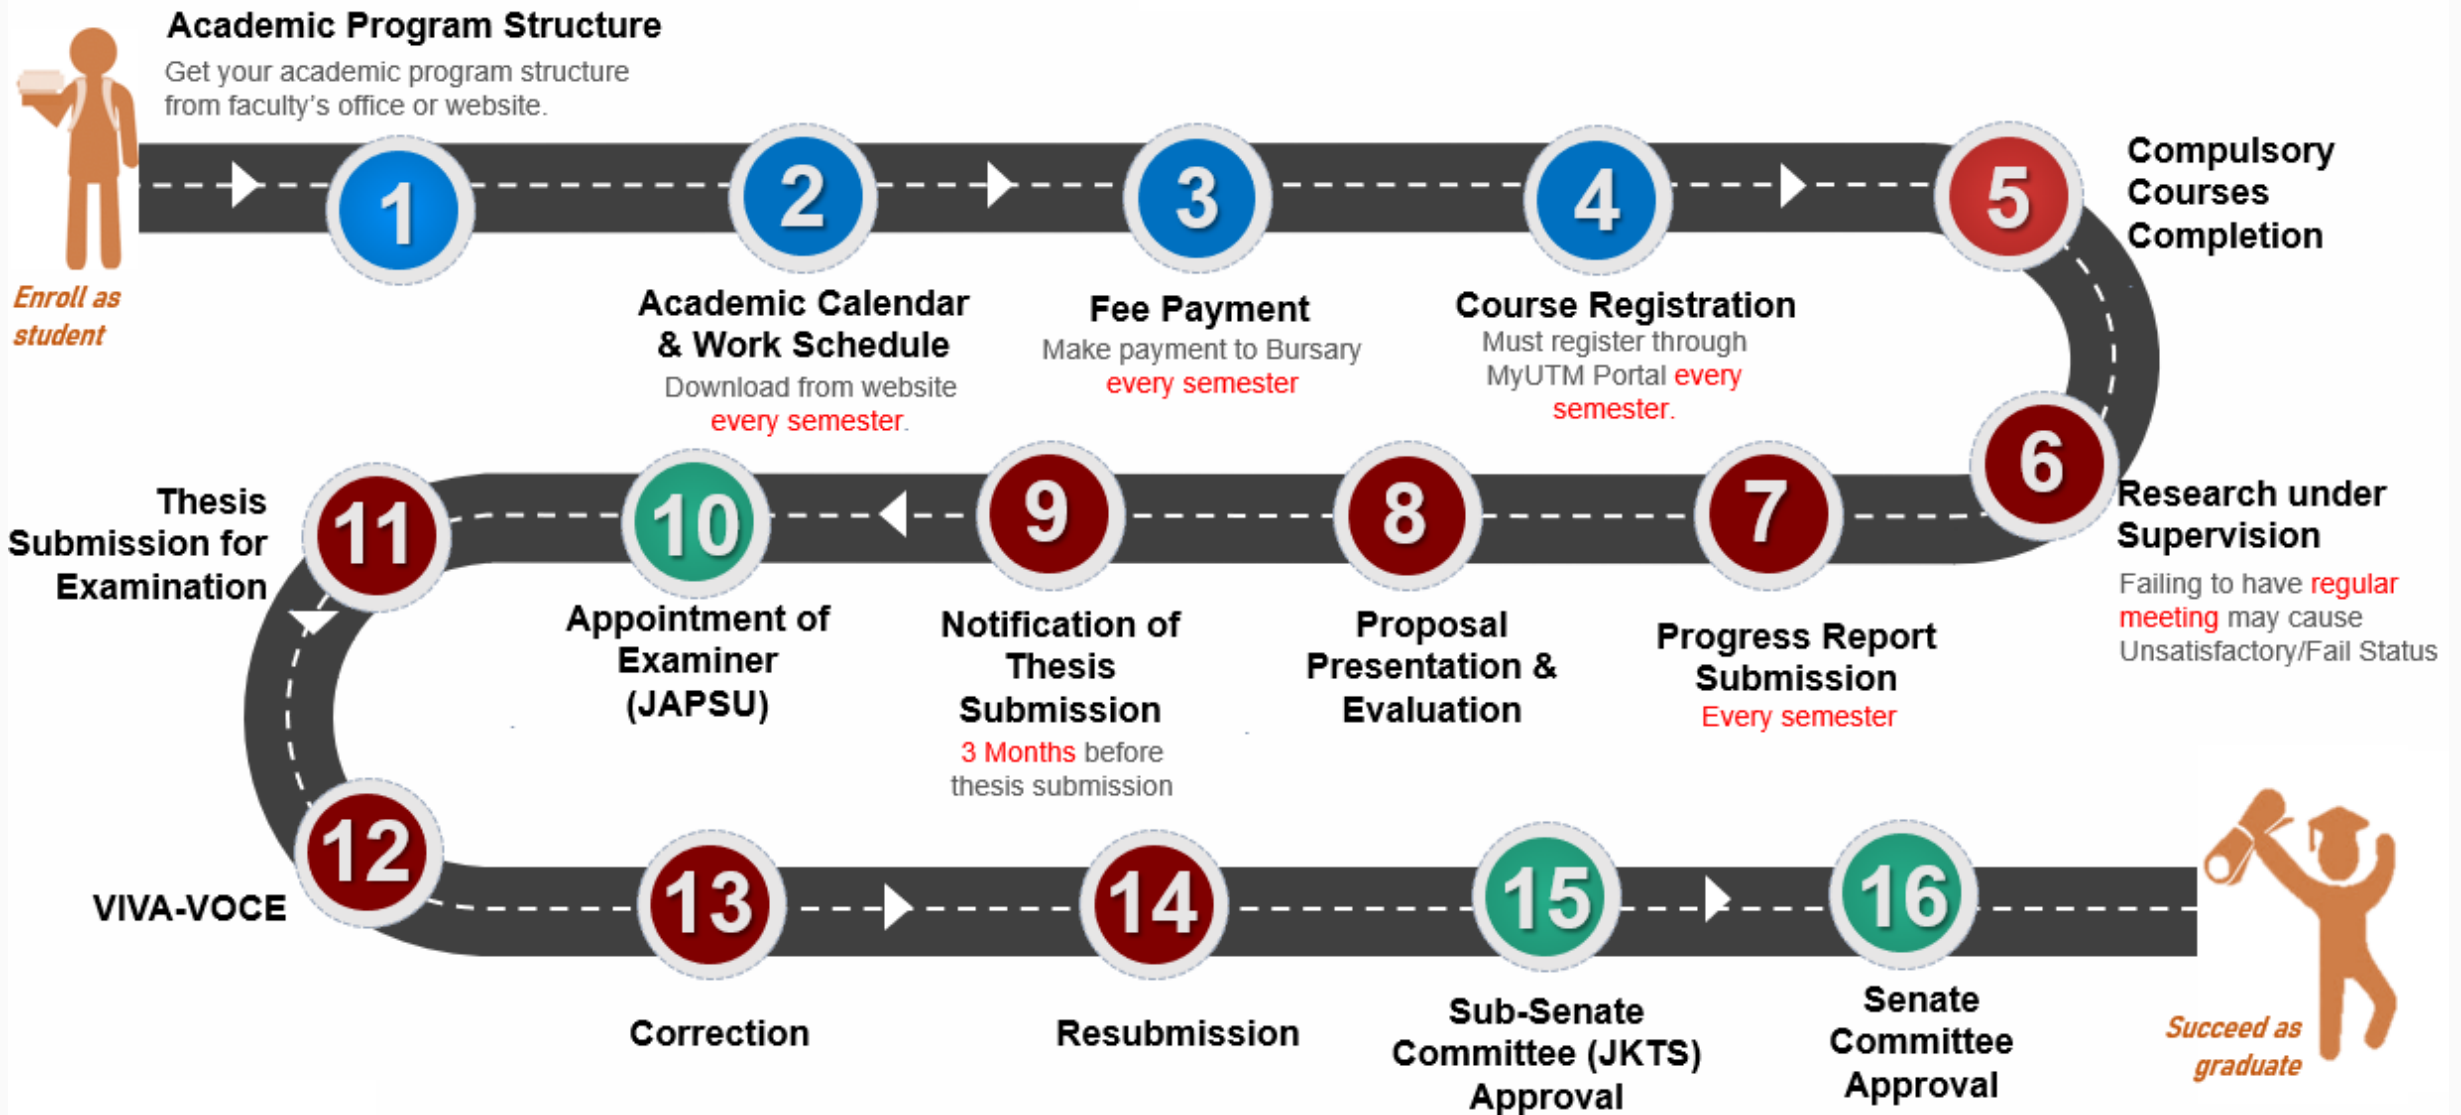 Academic Program Structure
Get your academic program structure
from faculty's office or website.
Enroll as
student
1
2
3
4
5
Academic Calendar
& Work Schedule
Download from website
every semester.
Fee Payment
Make payment to Bursary
every semester
Course Registration
Must register through
MyUTM Portal every
semester.
Compulsory
Courses
Completion
6
Research under
Supervision
Failing to have regular
meeting may cause
Unsatisfactory/Fail Status
7
Progress Report
Submission
Every semester
8
Proposal
Presentation &
Evaluation
9
Notification of
Thesis
Submission
3 Months before
thesis submission
10
Appointment of
Examiner
(JAPSU)
11
Thesis
Submission for
Examination
12
VIVA-VOCE
13
Correction
14
Resubmission
15
Sub-Senate
Committee (JKTS)
Approval
16
Senate
Committee
Approval
Succeed as
graduate